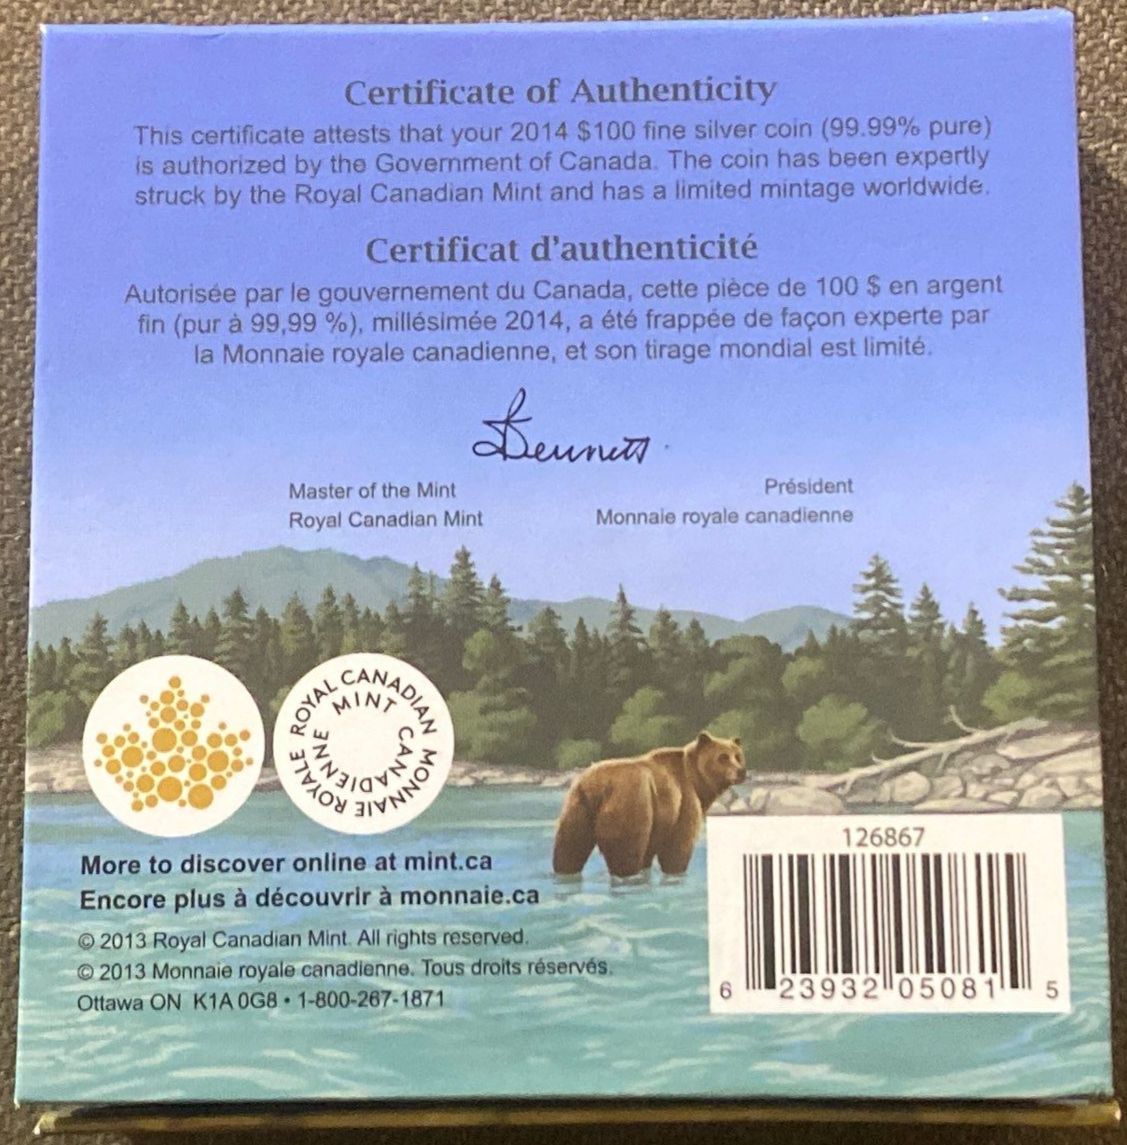 Certificate of Authenticity
This certificate attests that your 2014 $100 fine silver coin (99.99% pure)
is authorized by the Government of Canada. The coin has been expertly
struck by the Royal Canadian Mint and has a limited mintage worldwide.
Certificat d'authenticité
Autorisée par le gouvernement du Canada, cette pièce de 100 $ en argent
fin (pur à 99,99 %), millésimée 2014, a été frappée de façon experte par
la Monnaie royale canadienne, et son tirage mondial est limité.
Bennett
Master of the Mint
Royal Canadian Mint
Président
Monnaie royale canadienne
ROYAL CANADIAN MINT
MONNAIE ROYALE CANADIENNE
More to discover online at mint.ca
Encore plus à découvrir à monnaie.ca
© 2013 Royal Canadian Mint. All rights reserved.
© 2013 Monnaie royale canadienne. Tous droits réservés.
Ottawa ON K1A 0G8 • 1-800-267-1871
126867
6 23932 05081 5